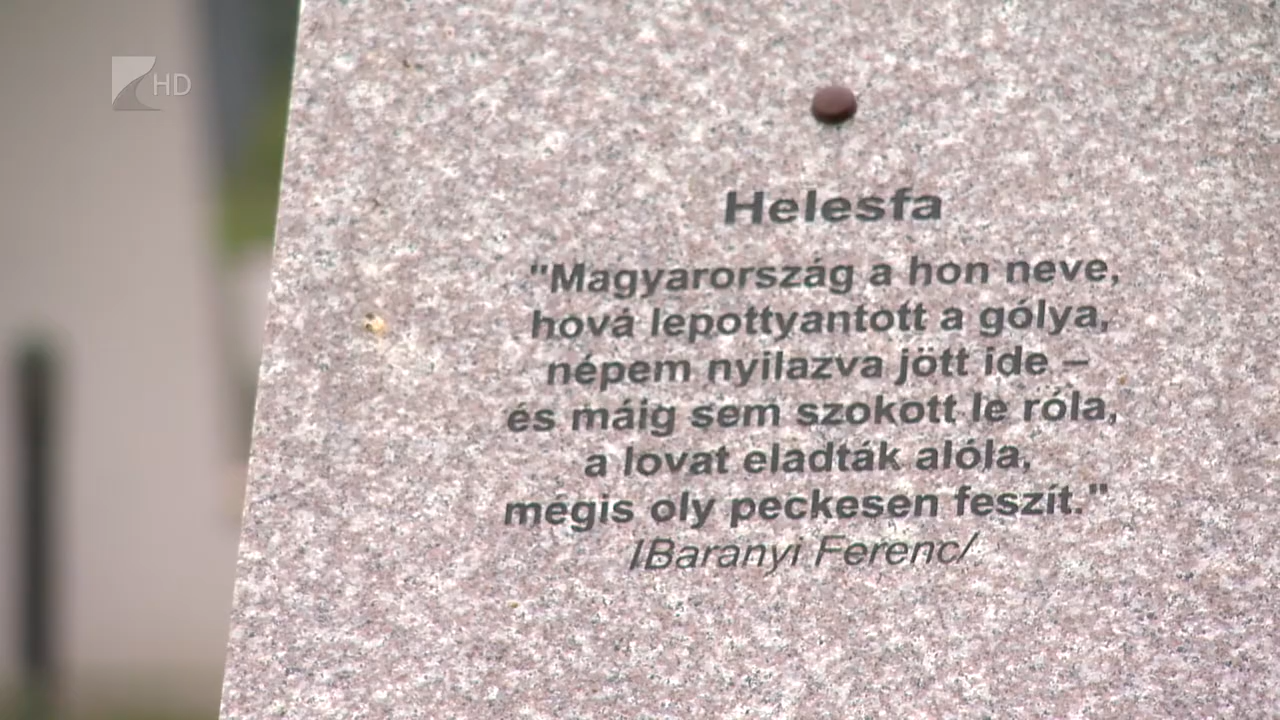 HD
Helesfa
"Magyarország a hon neve,
hová lepottyantott a gólya,
népem nyilazva jött ide –
és máig sem szokott le róla,
a lovat eladták alóla,
mégis oly peckesen feszít."
/Baranyi Ferenc/